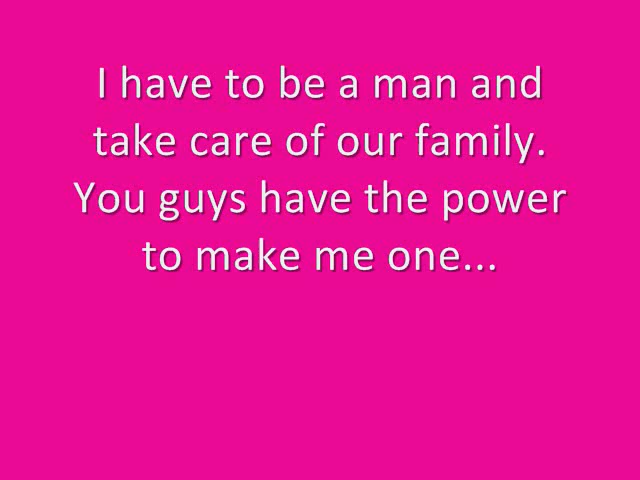 I have to be a man and
take care of our family.
You guys have the power
to make me one...